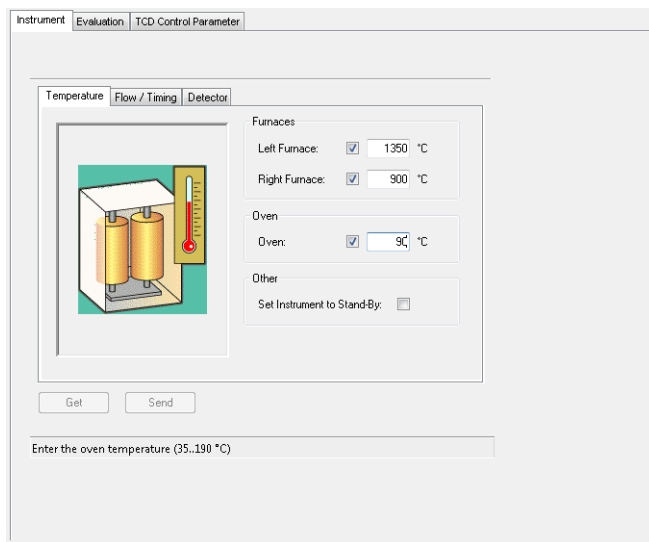 Instrument Evaluation TCD Control Parameter
Temperature Flow / Timing Detector
Furnaces
Left Furnace: 1350 °C
Right Furnace: 900 °C
Oven
Oven: 90 °C
Other
Set Instrument to Stand-By:
Get Send
Enter the oven temperature (35..190 °C)